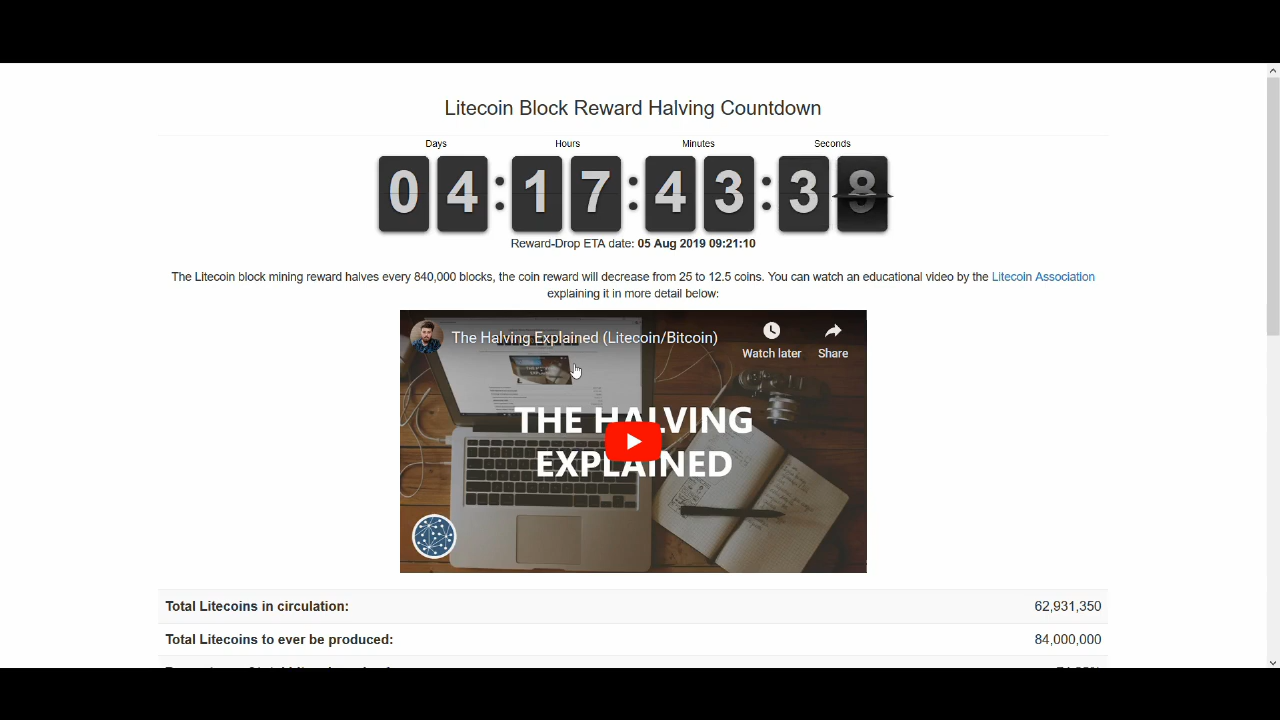 Litecoin Block Reward Halving Countdown
Days Hours Minutes Seconds
04:17:43:38
Reward-Drop ETA date: 05 Aug 2019 09:21:10
The Litecoin block mining reward halves every 840,000 blocks, the coin reward will decrease from 25 to 12.5 coins. You can watch an educational video by the Litecoin Association
explaining it in more detail below:
The Halving Explained (Litecoin/Bitcoin)
Watch later Share
THE HALVING
EXPLAINED
Total Litecoins in circulation: 62,931,350
Total Litecoins to ever be produced: 84,000,000